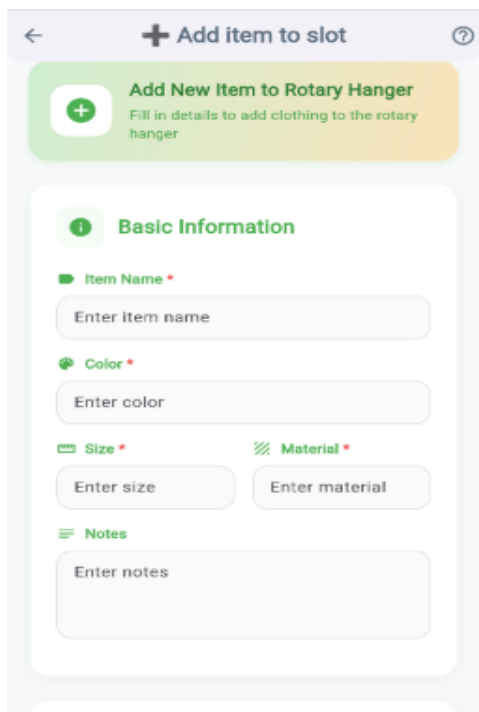 ➕ Add item to slot
Add New Item to Rotary Hanger
Fill in details to add clothing to the rotary
hanger
Basic Information
Item Name *
Enter item name
Color *
Enter color
Size * Material *
Enter size Enter material
Notes
Enter notes